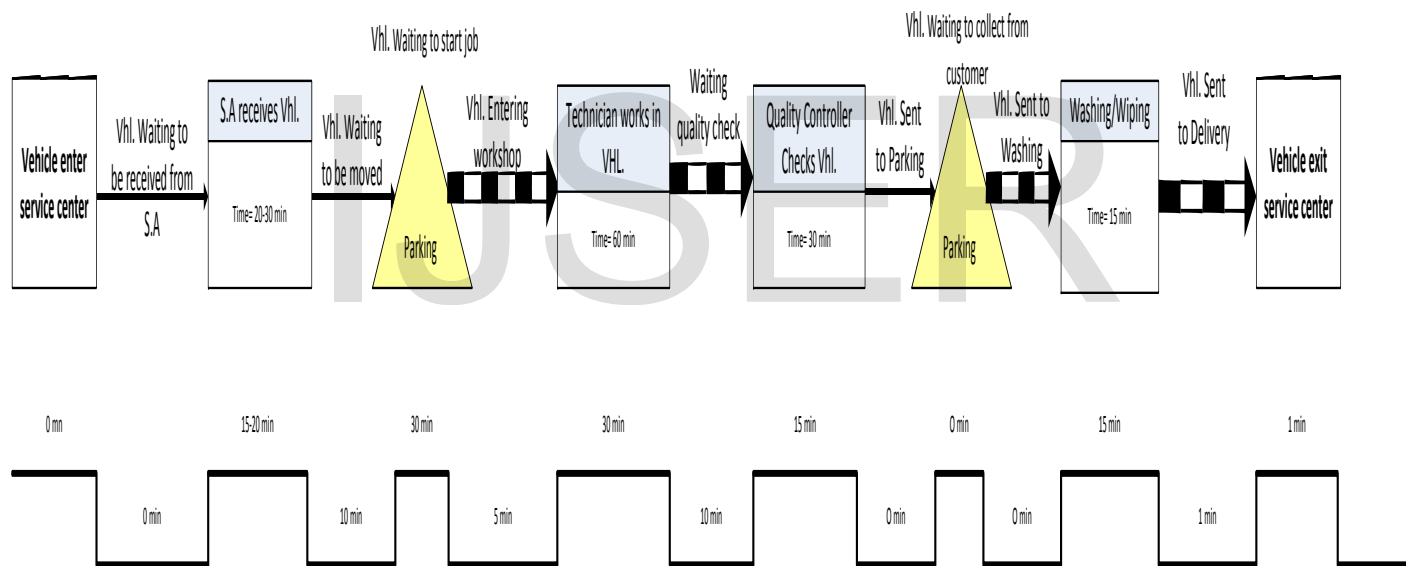 Vehicle enter
service center
Vhl. Waiting to
be received from
S.A
S.A receives Vhl.
Time= 20-30 min
Vhl. Waiting
to be moved
Vhl. Waiting to start job
Parking
Vhl. Entering
workshop
Technician works in
VHL.
Time= 60 min
Waiting
quality check
Quality Controller
Checks Vhl.
Time= 30 min
Vhl. Sent
to Parking
Vhl. Waiting to collect from
customer
Parking
Vhl. Sent to
Washing
Washing/Wiping
Time= 15 min
Vhl. Sent
to Delivery
Vehicle exit
service center
IJSER
0 mn
15-20 min
30 min
30 min
15 min
0 min
15 min
1 min
0 min
10 min
5 min
10 min
0 min
0 min
1 min